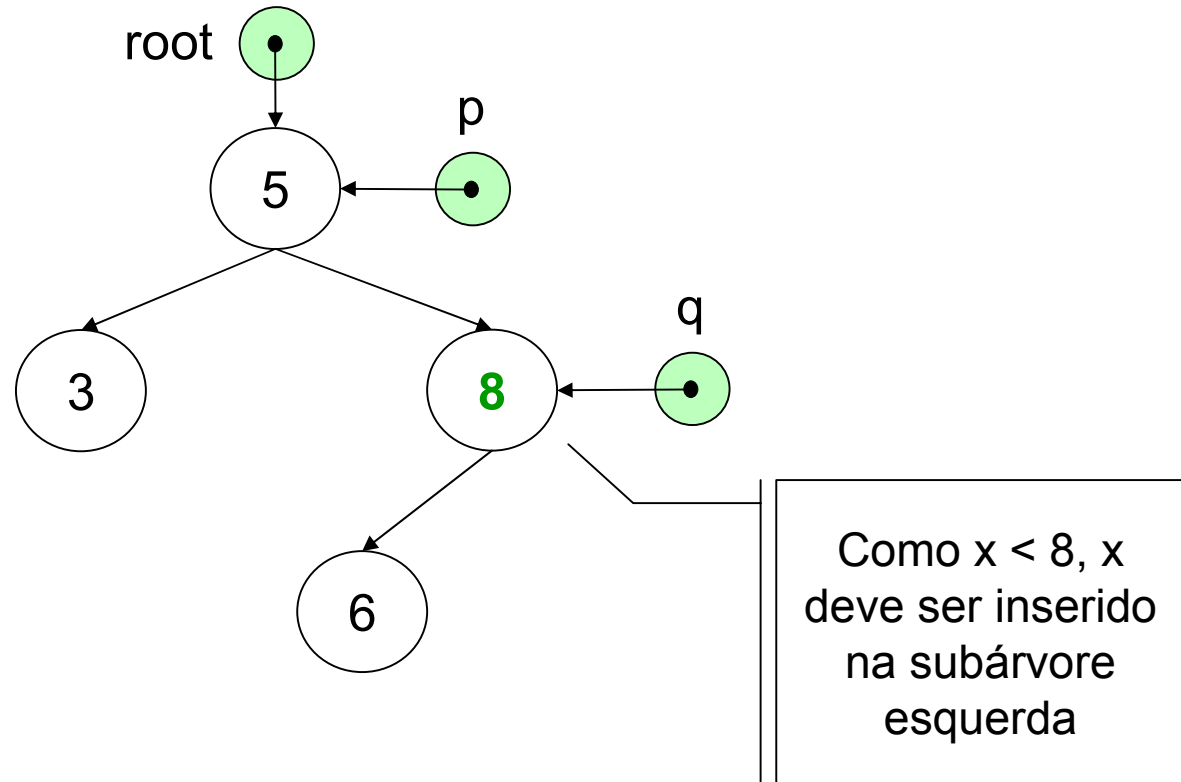 root
p
5
q
3
8
6
Como x < 8, x
deve ser inserido
na subárvore
esquerda